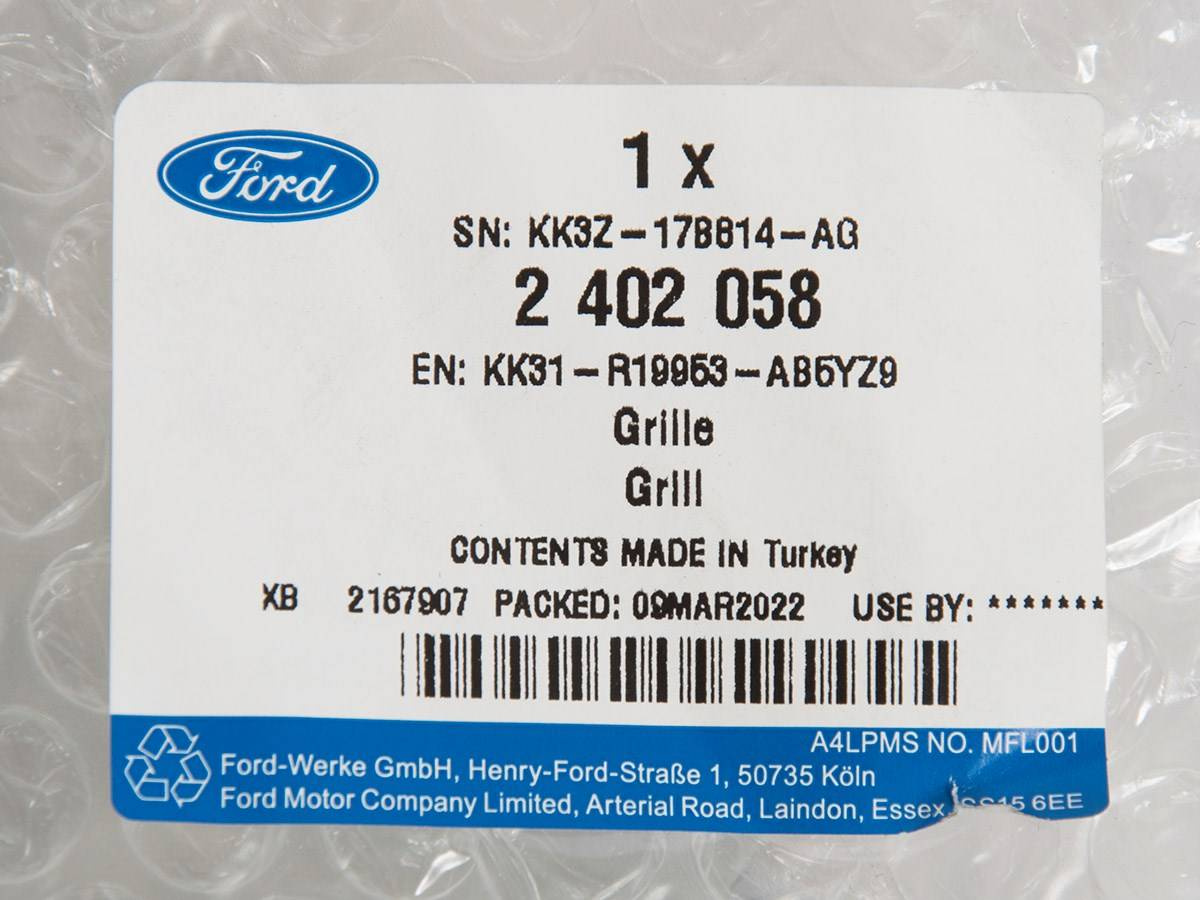 Ford
1 x
SN: KK3Z-17B814-AG
2 402 058
EN: KK31-R19953-AB5YZ9
Grille
Grill
CONTENTS MADE IN Turkey
XB 2167907 PACKED: 09MAR2022 USE BY: *******
A4LPMS NO. MFL001
Ford-Werke GmbH, Henry-Ford-Straße 1, 50735 Köln
Ford Motor Company Limited, Arterial Road, Laindon, Essex, SS15 6EE